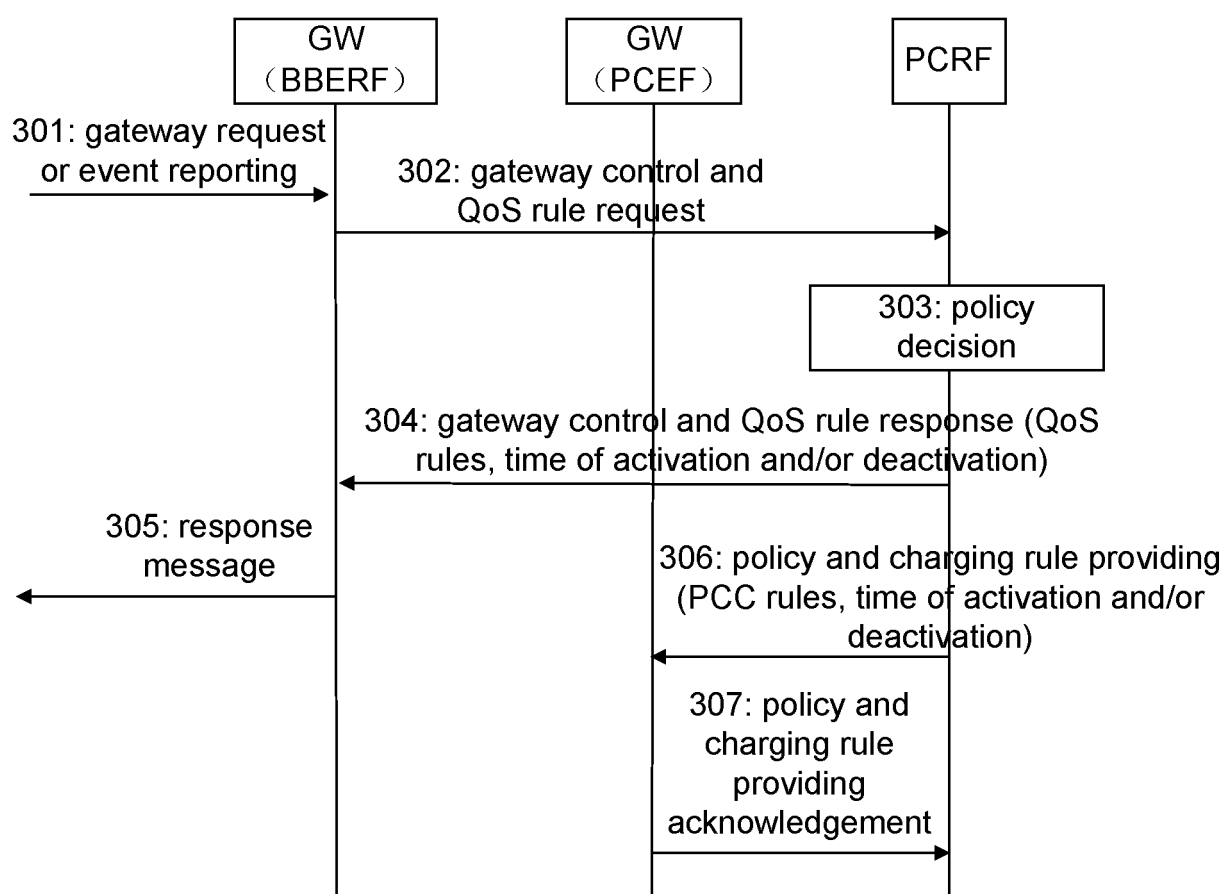 GW
（BBERF）
GW
（PCEF）
PCRF
301: gateway request
or event reporting
302: gateway control and
QoS rule request
303: policy
decision
304: gateway control and QoS rule response (QoS
rules, time of activation and/or deactivation)
305: response
message
306: policy and charging rule providing
(PCC rules, time of activation and/or
deactivation)
307: policy and
charging rule
providing
acknowledgement